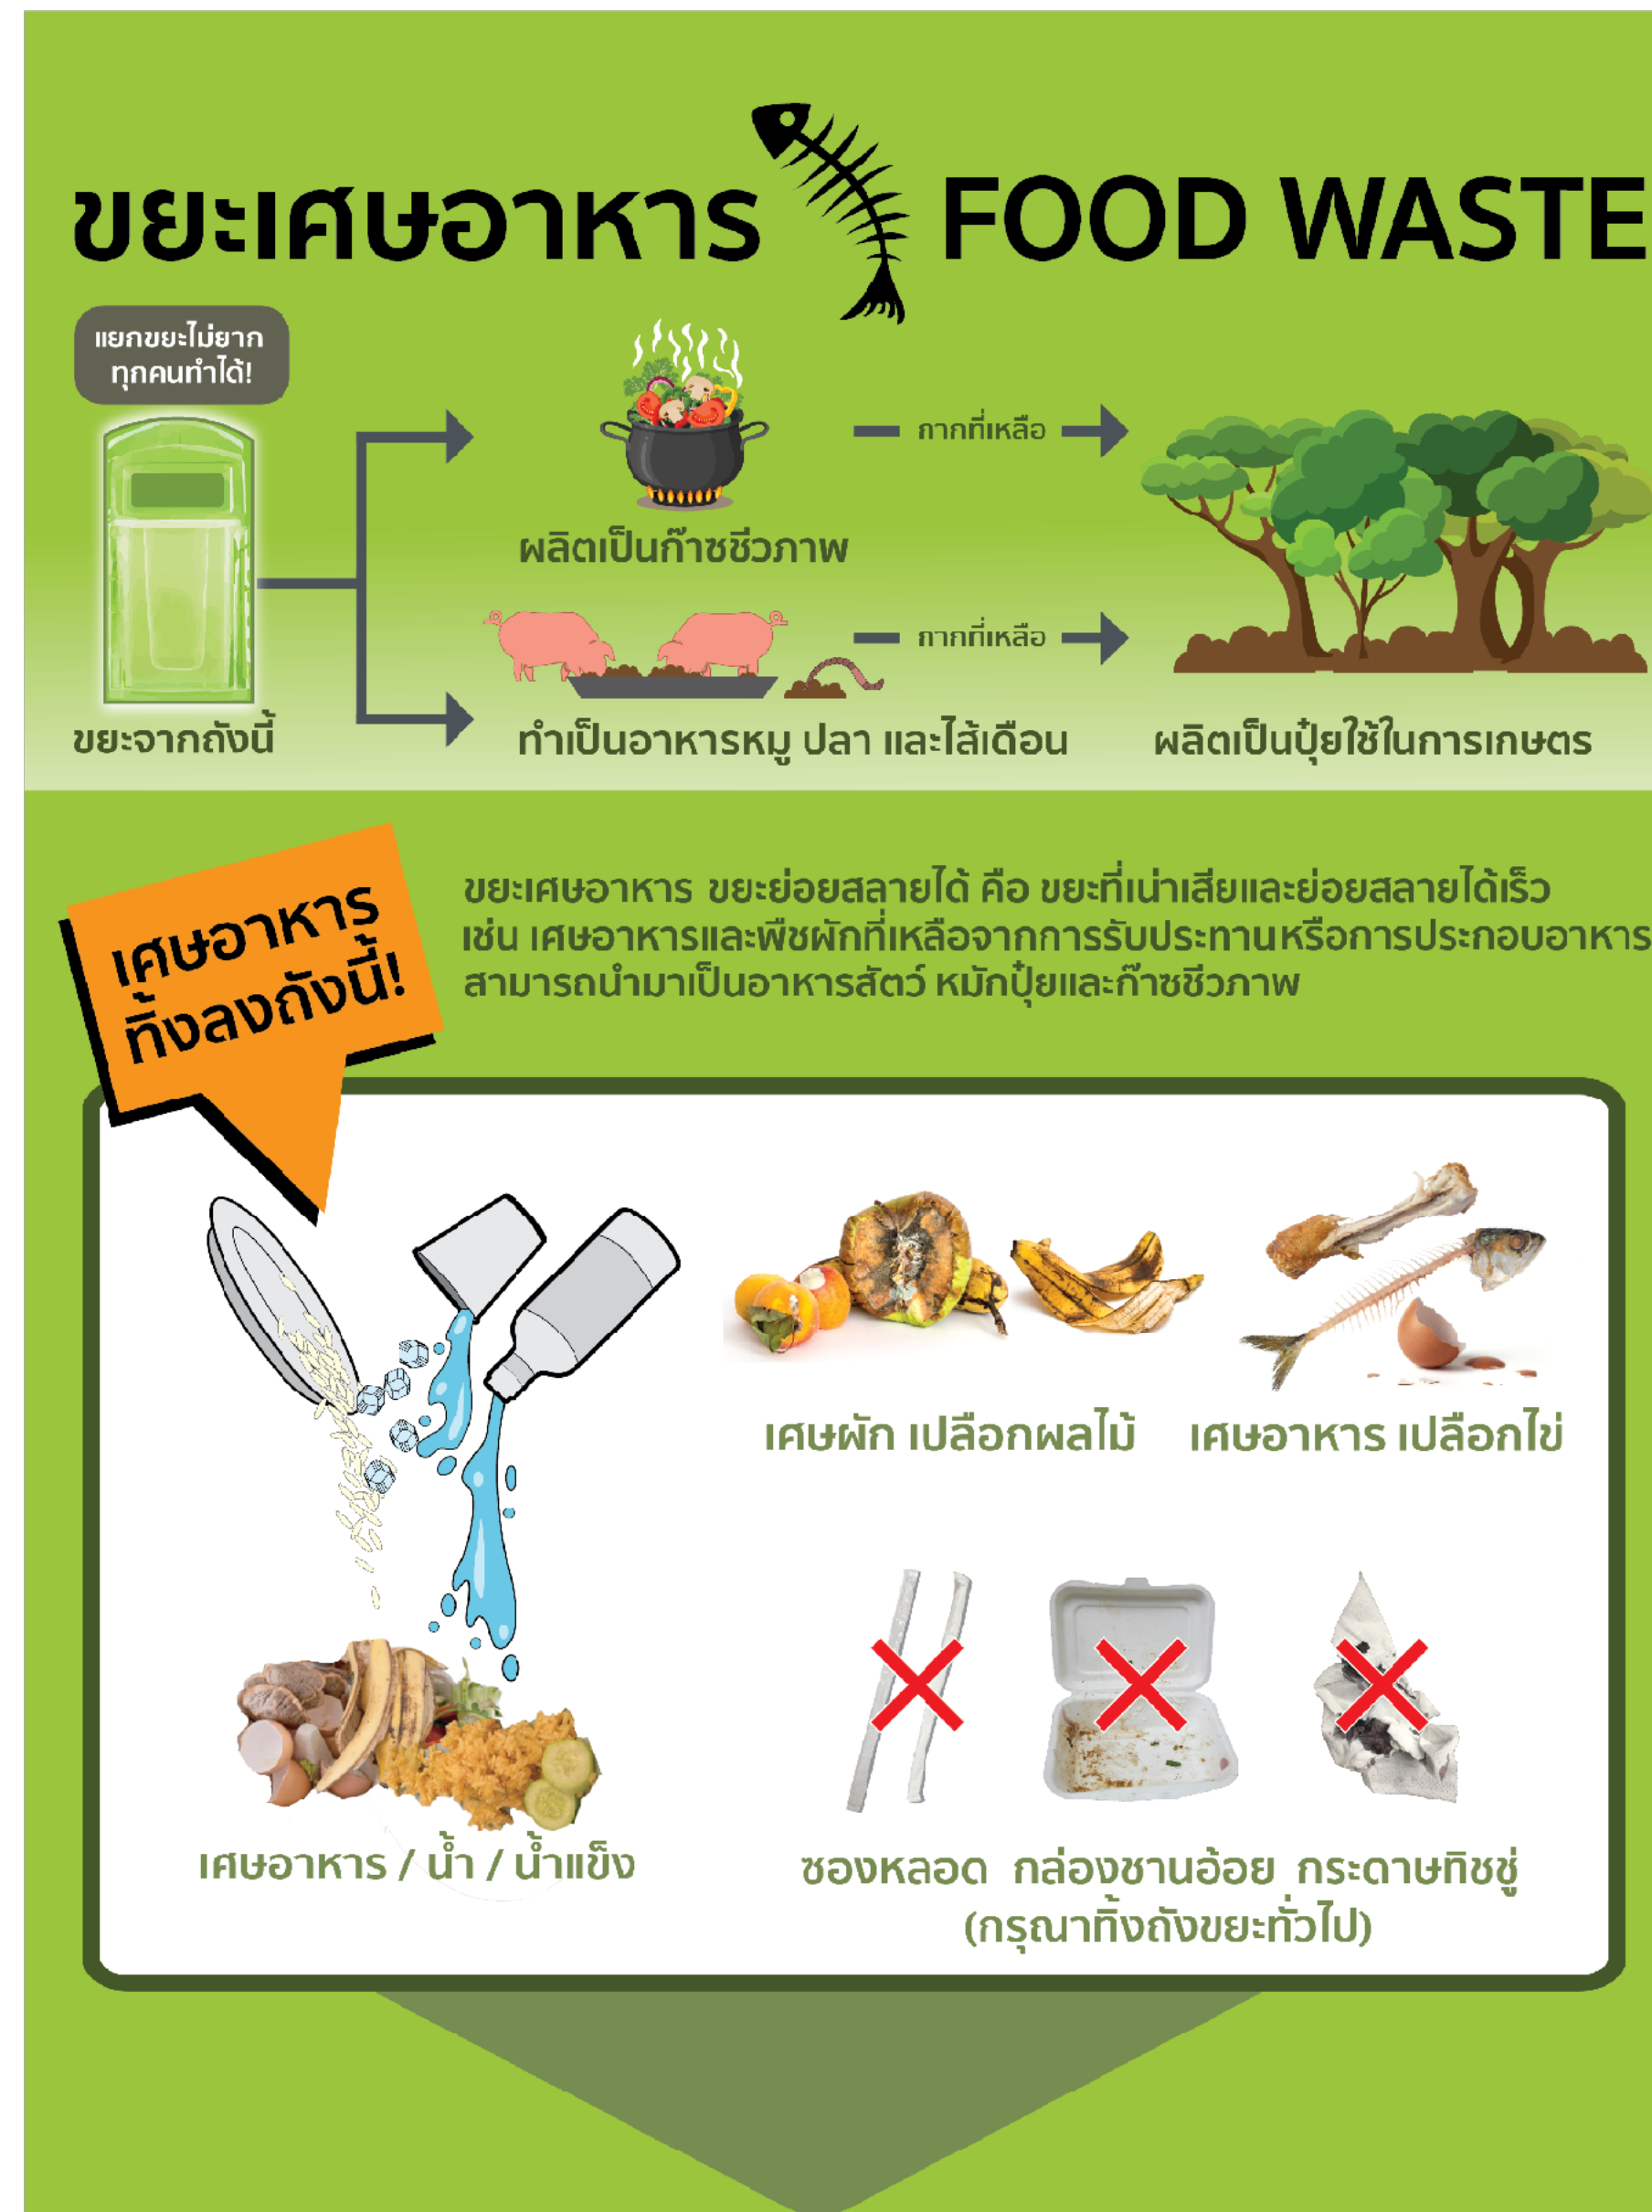 ขยะเศษอาหาร FOOD WASTE
แยกขยะไม่ยาก
ทุกคนทำได้!
กากที่เหลือ
ผลิตเป็นก๊าซชีวภาพ
กากที่เหลือ
ขยะจากถังนี้
ทำเป็นอาหารหมู ปลา และไส้เดือน
ผลิตเป็นปุ๋ยใช้ในการเกษตร
เศษอาหาร
ทิ้งลงถังนี้!
ขยะเศษอาหาร ขยะย่อยสลายได้ คือ ขยะที่เน่าเสียและย่อยสลายได้เร็ว
เช่น เศษอาหารและพืชผักที่เหลือจากการรับประทานหรือการประกอบอาหาร
สามารถนำมาเป็นอาหารสัตว์ หมักปุ๋ยและก๊าซชีวภาพ
เศษผัก เปลือกผลไม้
เศษอาหาร เปลือกไข่
เศษอาหาร / น้ำ / น้ำแข็ง
ซองหลอด กล่องชานอ้อย กระดาษทิชชู่
(กรุณาทิ้งถังขยะทั่วไป)